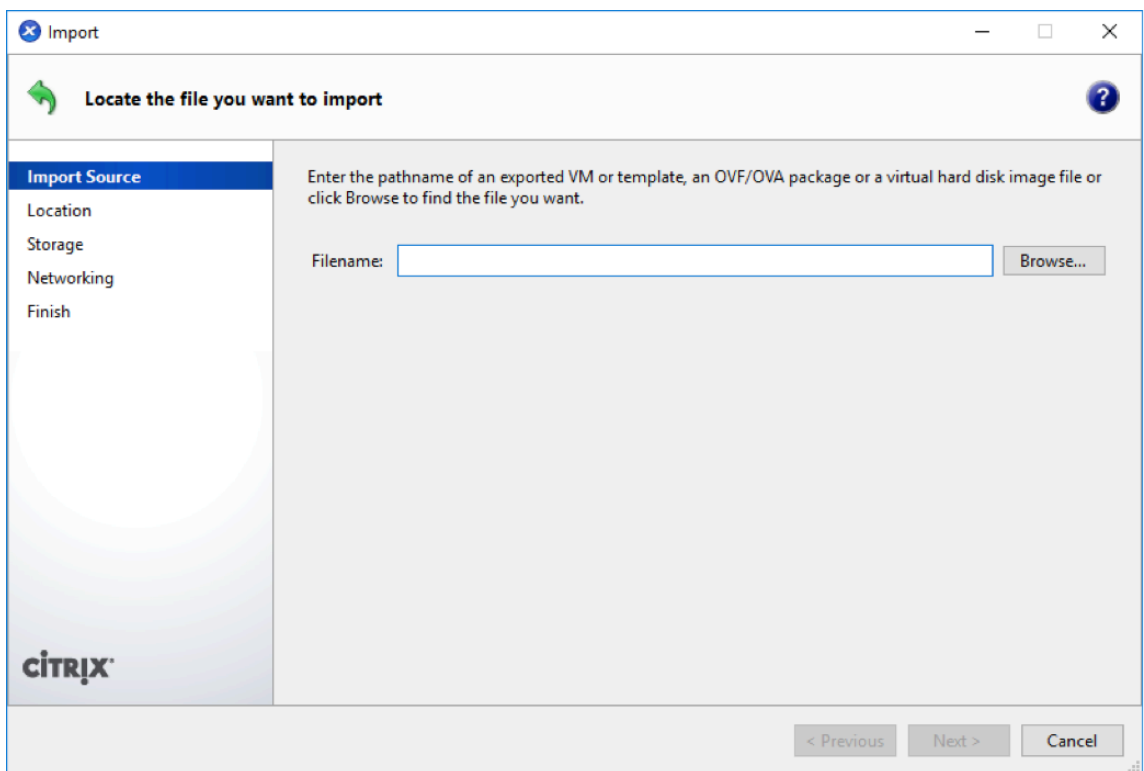 Import
Locate the file you want to import
?
Import Source
Location
Storage
Networking
Finish
Enter the pathname of an exported VM or template, an OVF/OVA package or a virtual hard disk image file or
click Browse to find the file you want.
Filename:
Browse...
CİTRỊX
< Previous
Next >
Cancel